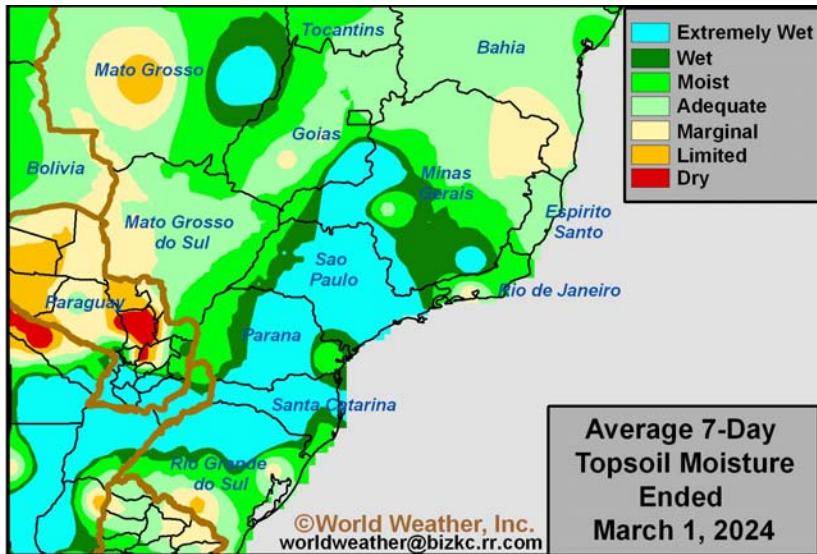 Tocantins
Bahia
Mato Grosso
Goias
Bolivia
Minas
Gerais
Mato Grosso
do Sul
Espirito
Santo
Sao
Paulo
Paraguay
Rio de Janeiro
Parana
Santa Catarina
Rio Grande
do Sul
Extremely Wet
Wet
Moist
Adequate
Marginal
Limited
Dry
Average 7-Day
Topsoil Moisture
Ended
March 1, 2024
©World Weather, Inc.
worldweather@bizkc.rr.com